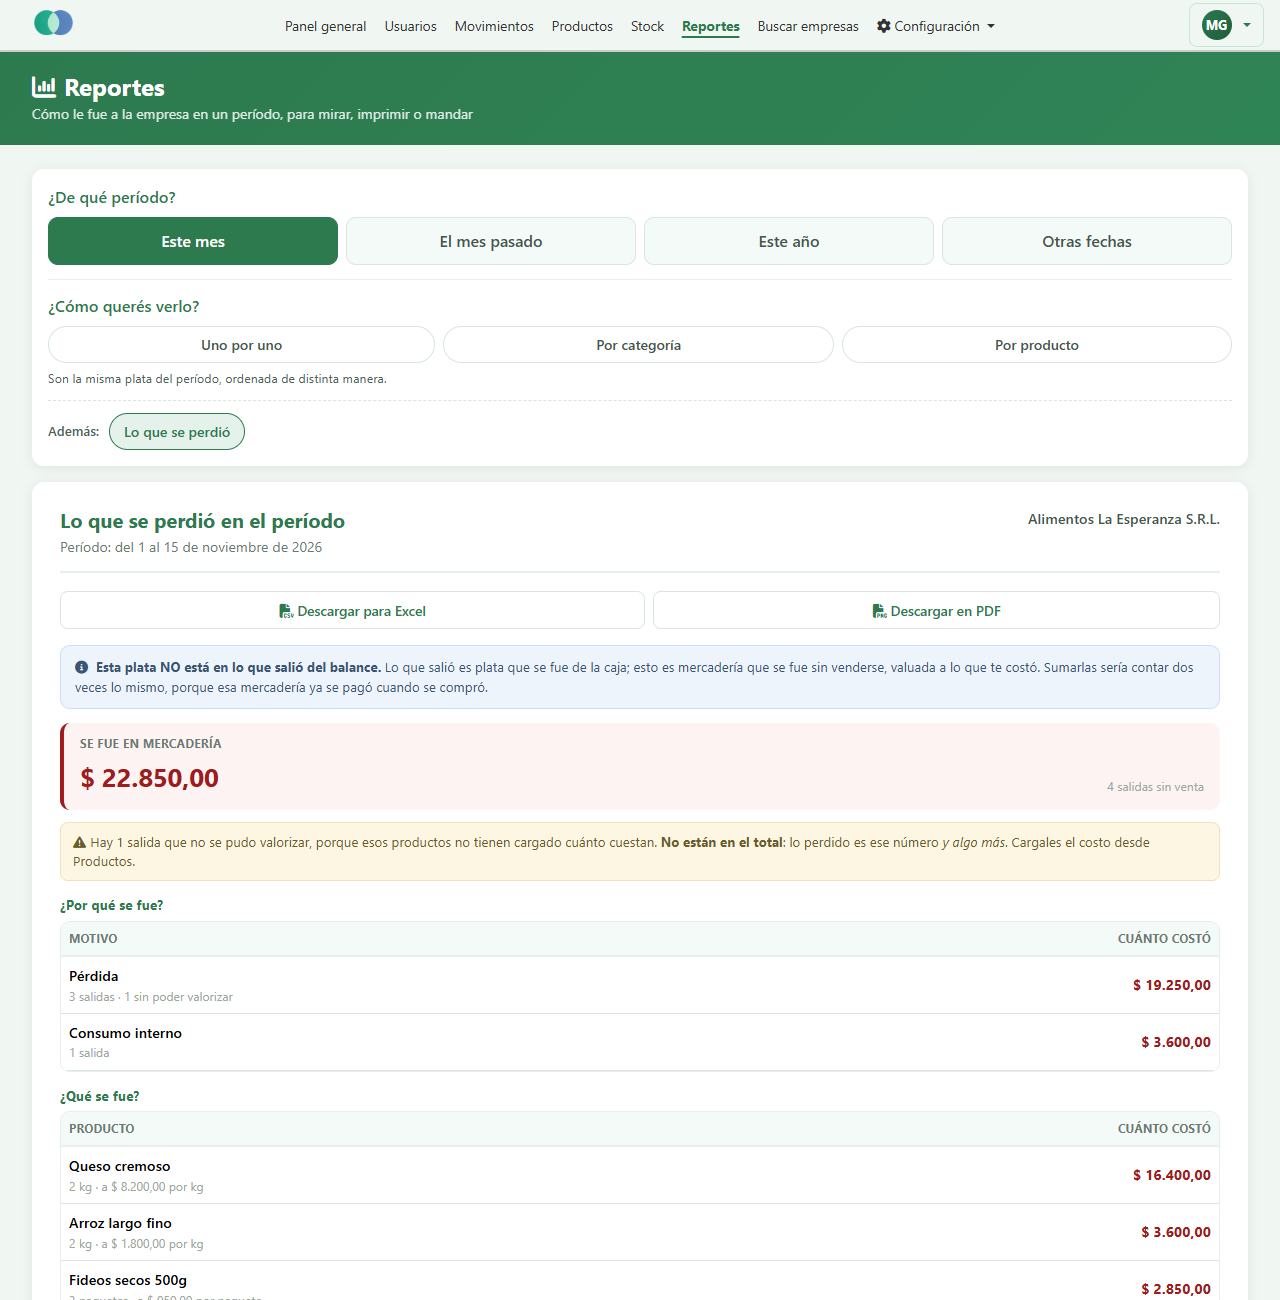 Panel general
Usuarios
Movimientos
Productos
Stock
Reportes
Buscar empresas
Configuración
MG
Reportes
Cómo le fue a la empresa en un período, para mirar, imprimir o mandar
¿De qué período?
Este mes
El mes pasado
Este año
Otras fechas
¿Cómo querés verlo?
Uno por uno
Por categoría
Por producto
Son la misma plata del período, ordenada de distinta manera.
Además:
Lo que se perdió
Lo que se perdió en el período
Alimentos La Esperanza S.R.L.
Período: del 1 al 15 de noviembre de 2026
Descargar para Excel
Descargar en PDF
Esta plata NO está en lo que salió del balance. Lo que salió es plata que se fue de la caja; esto es mercadería que se fue sin venderse, valuada a lo que te costó. Sumarlas sería contar dos
veces lo mismo, porque esa mercadería ya se pagó cuando se compró.
SE FUE EN MERCADERÍA
$ 22.850,00
4 salidas sin venta
Hay 1 salida que no se pudo valorizar, porque esos productos no tienen cargado cuánto cuestan. No están en el total: lo perdido es ese número y algo más. Cargales el costo desde
Productos.
¿Por qué se fue?
MOTIVO
CUÁNTO COSTÓ
Pérdida
3 salidas · 1 sin poder valorizar
$ 19.250,00
Consumo interno
1 salida
$ 3.600,00
¿Qué se fue?
PRODUCTO
CUÁNTO COSTÓ
Queso cremoso
2 kg · a $ 8.200,00 por kg
$ 16.400,00
Arroz largo fino
2 kg · a $ 1.800,00 por kg
$ 3.600,00
Fideos secos 500g
$ 2.850,00